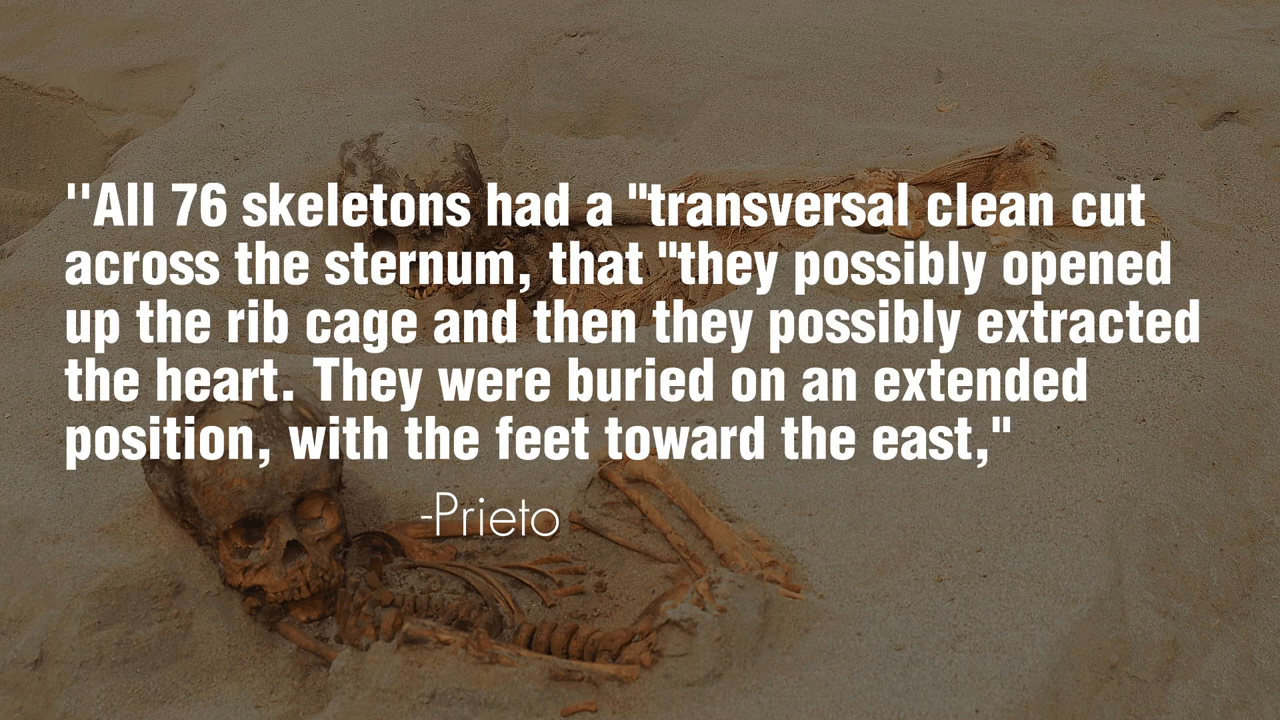 "All 76 skeletons had a "transversal clean cut
across the sternum, that "they possibly opened
up the rib cage and then they possibly extracted
the heart. They were buried on an extended
position, with the feet toward the east,"
-Prieto